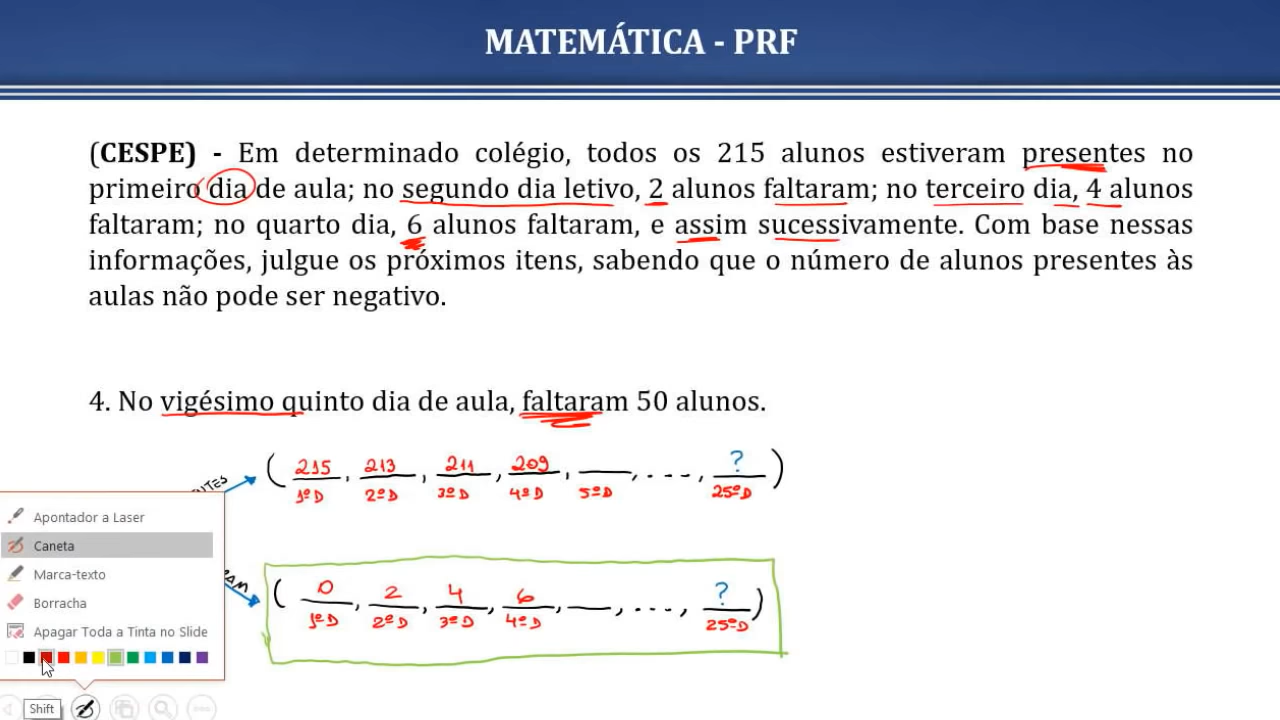 MATEMÁTICA - PRF
(CESPE) - Em determinado colégio, todos os 215 alunos estiveram presentes no
primeiro dia de aula; no segundo dia letivo, 2 alunos faltaram; no terceiro dia, 4 alunos
faltaram; no quarto dia, 6 alunos faltaram, e assim sucessivamente. Com base nessas
informações, julgue os próximos itens, sabendo que o número de alunos presentes às
aulas não pode ser negativo.
4. No vigésimo quinto dia de aula, faltaram 50 alunos.
( 215 , 213 , 211 , 209 , ___ , ... , ? )
1º D 2º D 3º D 4º D 5º D 25º D
( 0 , 2 , 4 , 6 , ___ , ... , ? )
1º D 2º D 3º D 4º D 25º D
Apontador a Laser
Caneta
Marca-texto
Borracha
Apagar Toda a Tinta no Slide
Shift